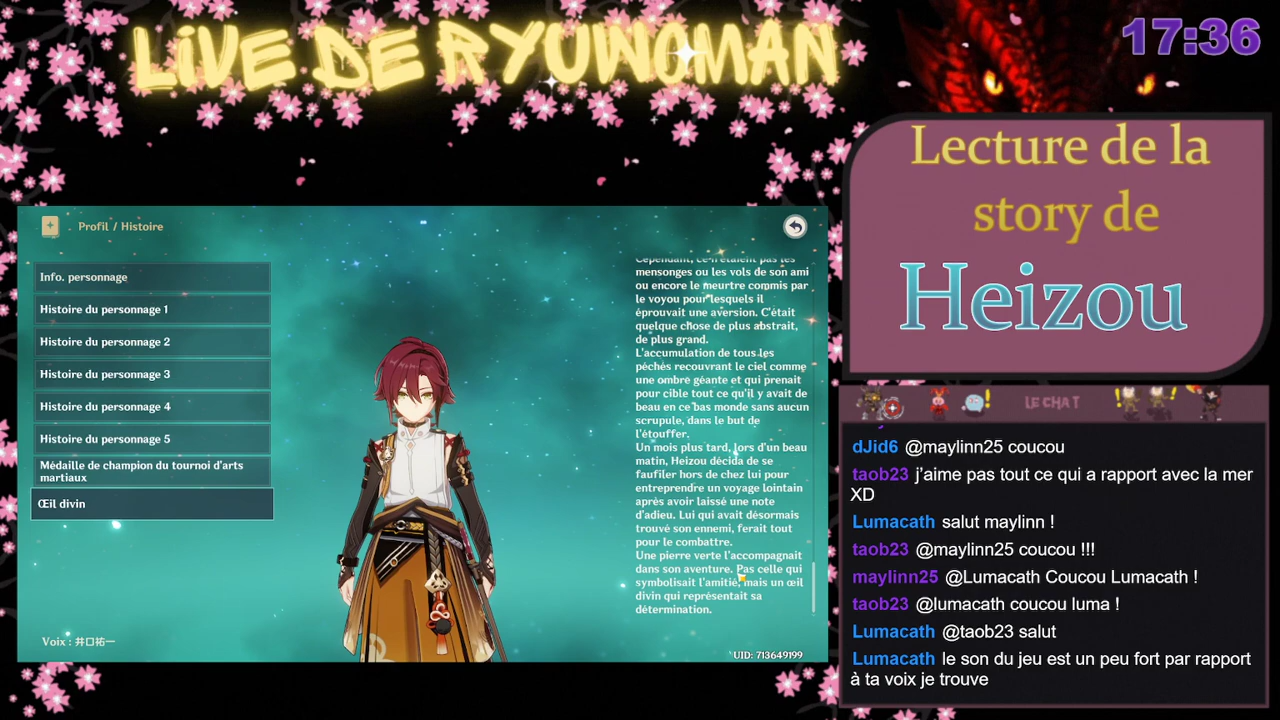 LIVE DE RYUWOMAN
17:36
Lecture de la
story de
Heizou
Profil / Histoire
Info. personnage
Histoire du personnage 1
Histoire du personnage 2
Histoire du personnage 3
Histoire du personnage 4
Histoire du personnage 5
Médaille de champion du tournoi d'arts
martiaux
Œil divin
Cependant, ce n'étaient pas les
mensonges ou les vols de son ami
ou encore le meurtre commis par
le voyou pour lesquels il
éprouvait une aversion. C'était
quelque chose de plus abstrait,
de plus grand.
L'accumulation de tous les
péchés recouvrant le ciel comme
une ombre géante et qui prenait
pour cible tout ce qu'il y avait de
beau en ce bas monde sans aucun
scrupule, dans le but de
l'étouffer.
Un mois plus tard, lors d'un beau
matin, Heizou décida de se
faufiler hors de chez lui pour
entreprendre un voyage lointain
après avoir laissé une note
d'adieu. Lui qui avait désormais
trouvé son ennemi, ferait tout
pour le combattre.
Une pierre verte l'accompagnait
dans son aventure. Pas celle qui
symbolisait l'amitié, mais un œil
divin qui représentait sa
détermination.
Voix : 井口祐一
UID: 713649199
LE CHAT
dJid6 @maylinn25 coucou
taob23 j'aime pas tout ce qui a rapport avec la mer
XD
Lumacath salut maylinn !
taob23 @maylinn25 coucou !!!
maylinn25 @Lumacath Coucou Lumacath !
taob23 @lumacath coucou luma !
Lumacath @taob23 salut
Lumacath le son du jeu est un peu fort par rapport
à ta voix je trouve